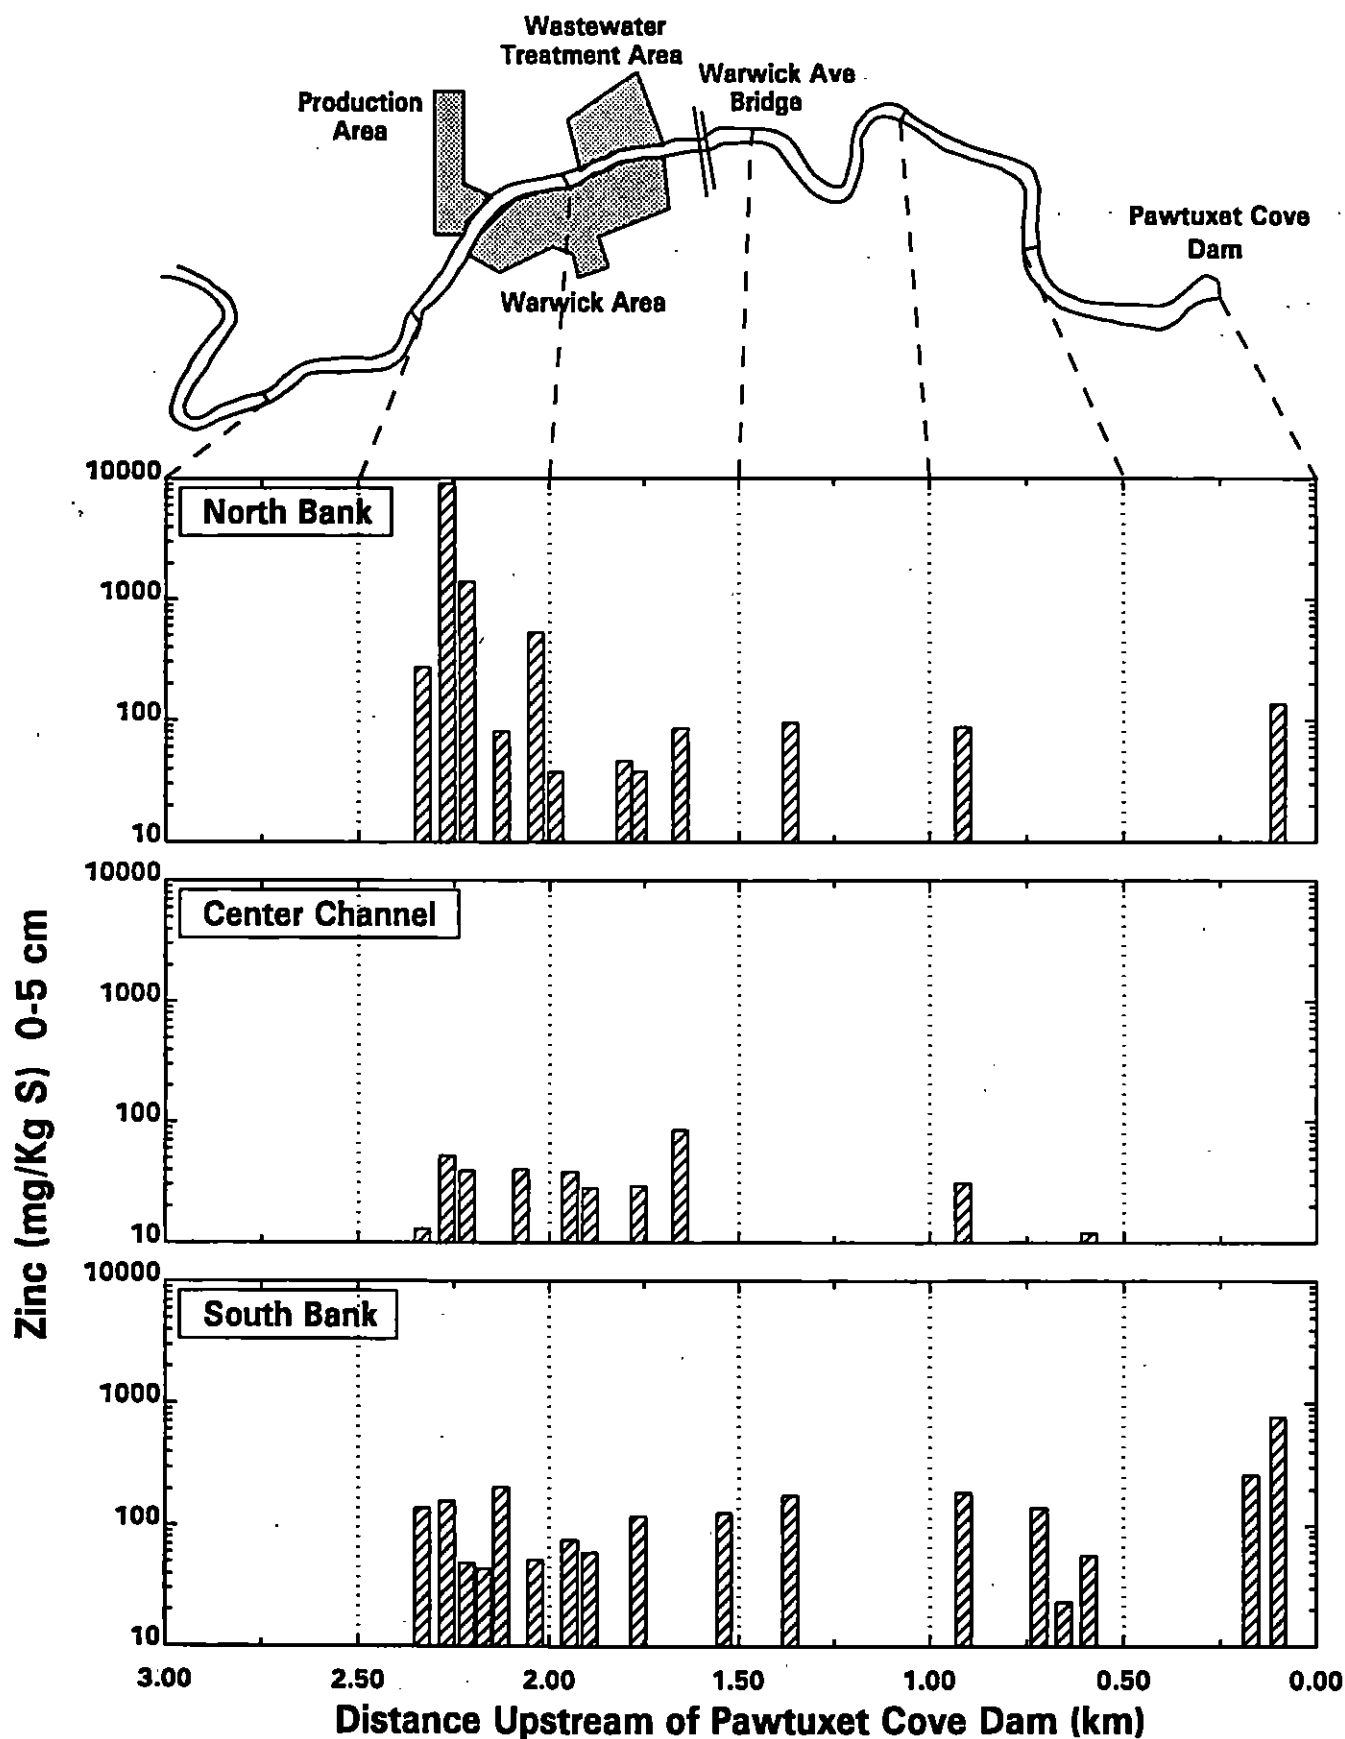 Wastewater
Treatment Area
Warwick Ave
Bridge
Production
Area
Pawtuxet Cove
Dam
Warwick Area
10000
North Bank
1000
100
10
10000
Center Channel
1000
100
10
10000
South Bank
1000
100
10
Zinc (mg/Kg S) 0-5 cm
3.00 2.50 2.00 1.50 1.00 0.50 0.00
Distance Upstream of Pawtuxet Cove Dam (km)